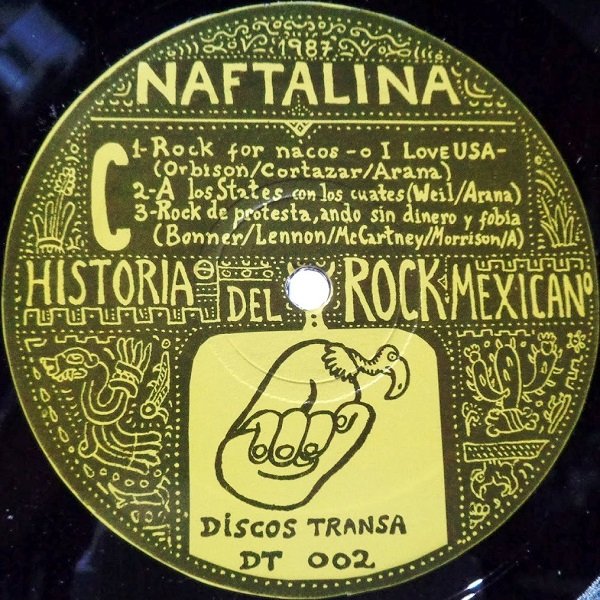 1987
NAFTALINA
C
1-Rock for nacos -o I Love USA-
(Orbison/Cortazar/Arana)
2-A los States con los cuates (Weil/Arana)
3-Rock de protesta, ando sin dinero y fobia
(Bonner/Lennon/McCartney/Morrison/A)
HISTORIA DEL ROCK MEXICANO
DISCOS TRANSA
DT 002